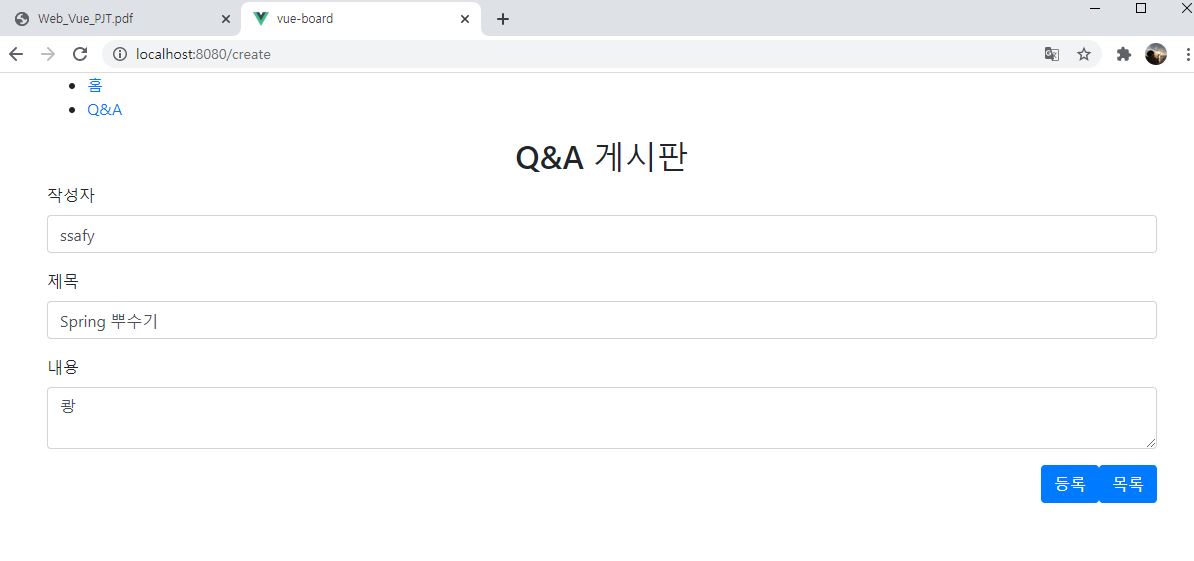 Web_Vue_PJT.pdf
vue-board
localhost:8080/create
홈
Q&A
Q&A 게시판
작성자
ssafy
제목
Spring 뿌수기
내용
쾅
등록 목록